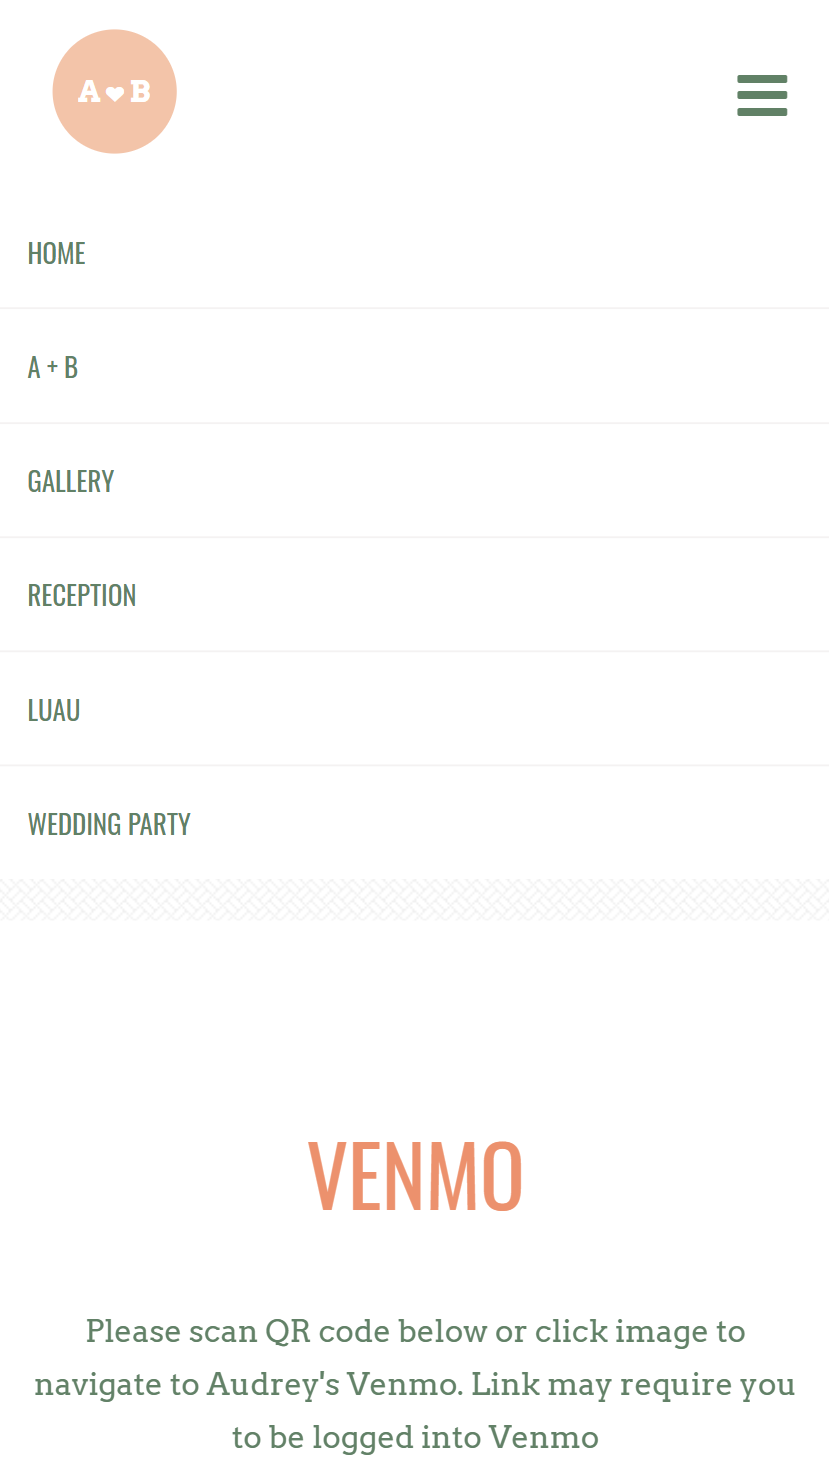 A B
HOME
A + B
GALLERY
RECEPTION
LUAU
WEDDING PARTY
VENMO
Please scan QR code below or click image to
navigate to Audrey's Venmo. Link may require you
to be logged into Venmo